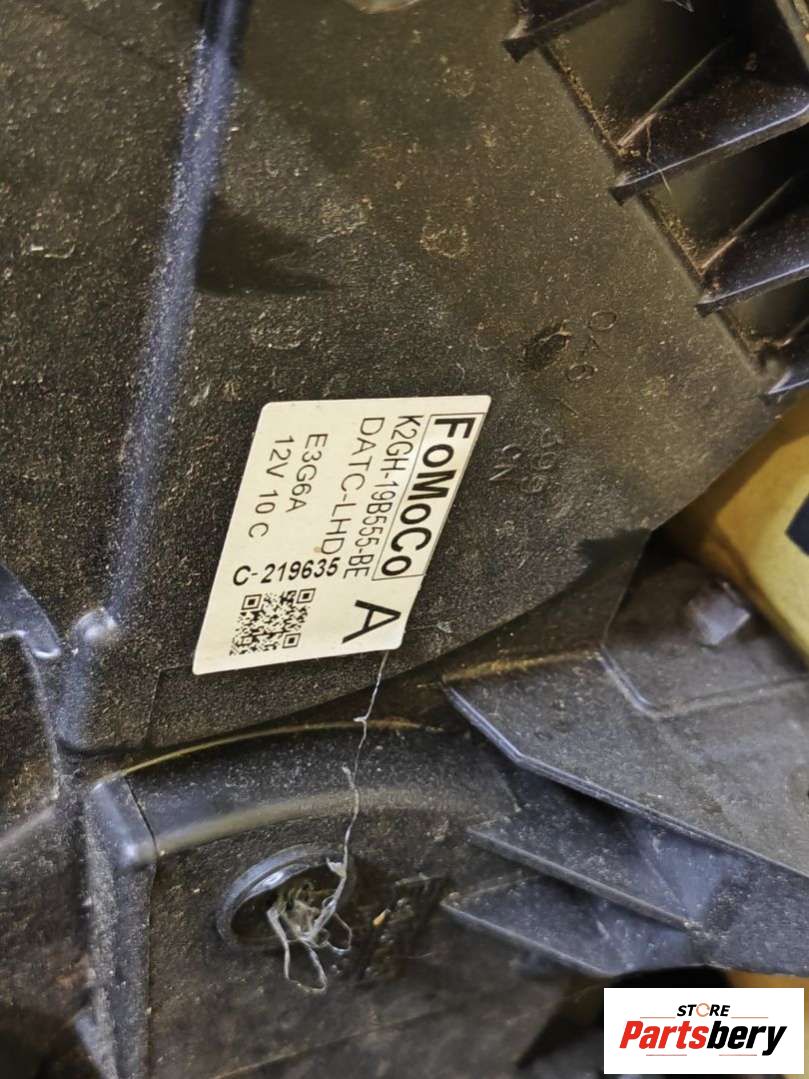 FoMoCo
A
K2GH-19B555-BE
DATC-LHD
C-219635
E3G6A
12V 10 C
STORE
Partsbery